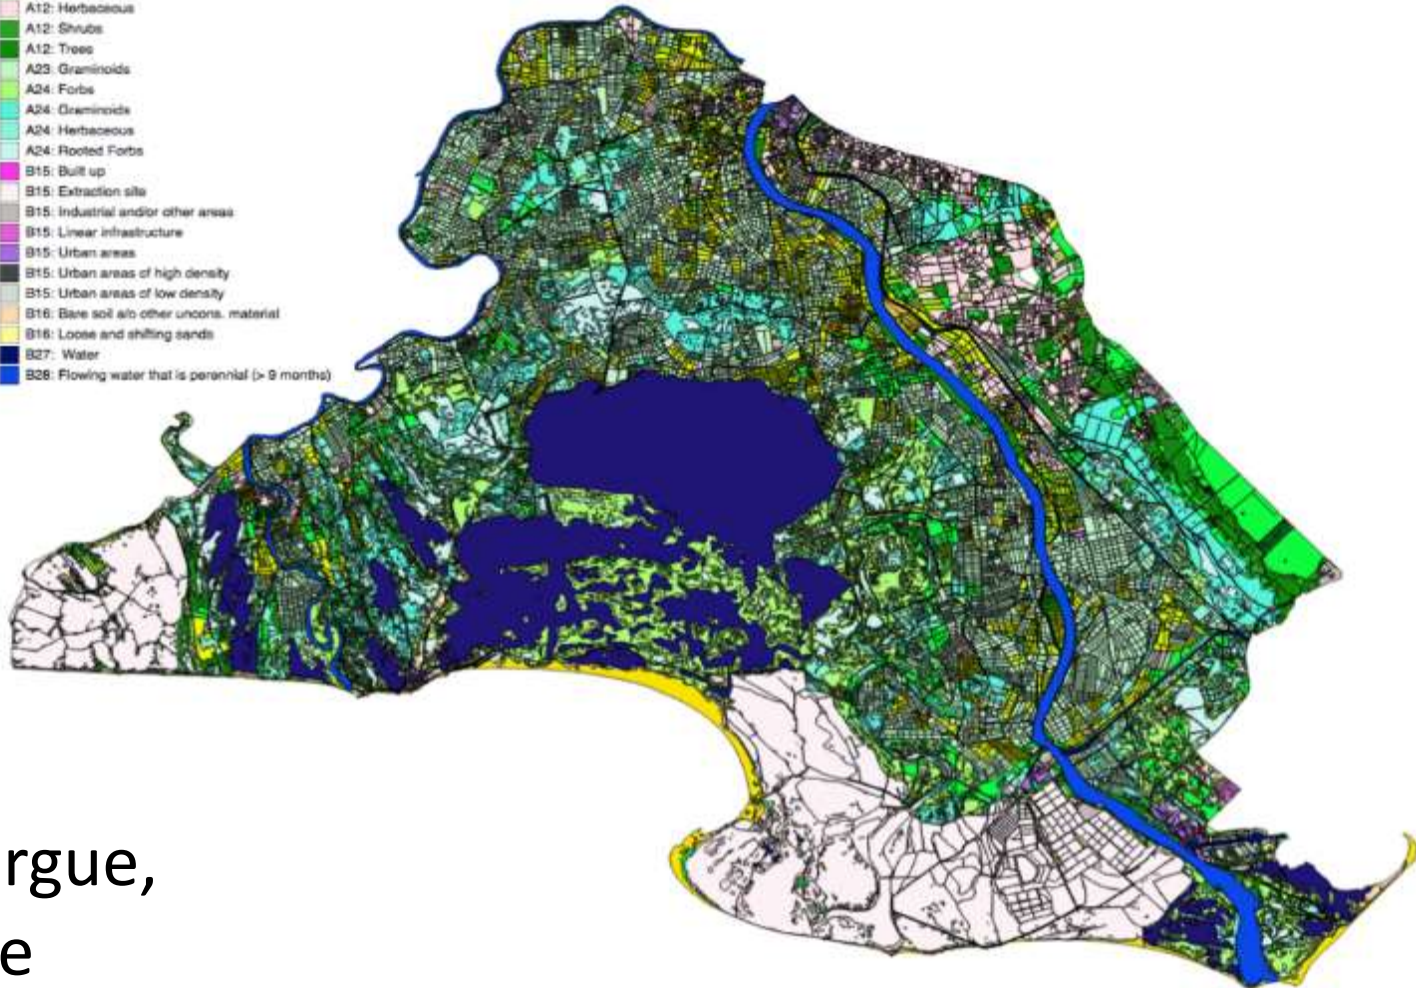 A12: Herbaceous
A12: Shrubs
A12: Trees
A23: Graminoids
A24: Forbs
A24: Graminoids
A24: Herbaceous
A24: Rooted Forbs
B15: Built up
B15: Extraction site
B15: Industrial and/or other areas
B15: Linear infrastructure
B15: Urban areas
B15: Urban areas of high density
B15: Urban areas of low density
B16: Bare soil a/o other uncons. material
B16: Loose and shifting sands
B27: Water
B28: Flowing water that is perennial (> 9 months)
rgue,
e